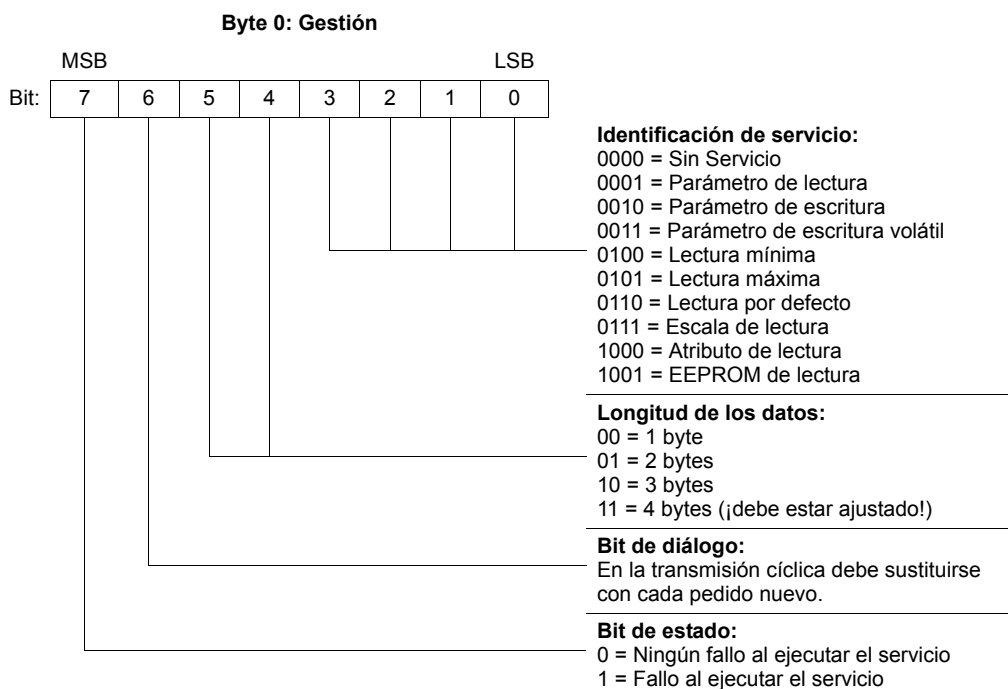 Byte 0: Gestión
MSB LSB
Bit: 7 6 5 4 3 2 1 0
Identificación de servicio:
0000 = Sin Servicio
0001 = Parámetro de lectura
0010 = Parámetro de escritura
0011 = Parámetro de escritura volátil
0100 = Lectura mínima
0101 = Lectura máxima
0110 = Lectura por defecto
0111 = Escala de lectura
1000 = Atributo de lectura
1001 = EEPROM de lectura
Longitud de los datos:
00 = 1 byte
01 = 2 bytes
10 = 3 bytes
11 = 4 bytes (¡debe estar ajustado!)
Bit de diálogo:
En la transmisión cíclica debe sustituirse
con cada pedido nuevo.
Bit de estado:
0 = Ningún fallo al ejecutar el servicio
1 = Fallo al ejecutar el servicio